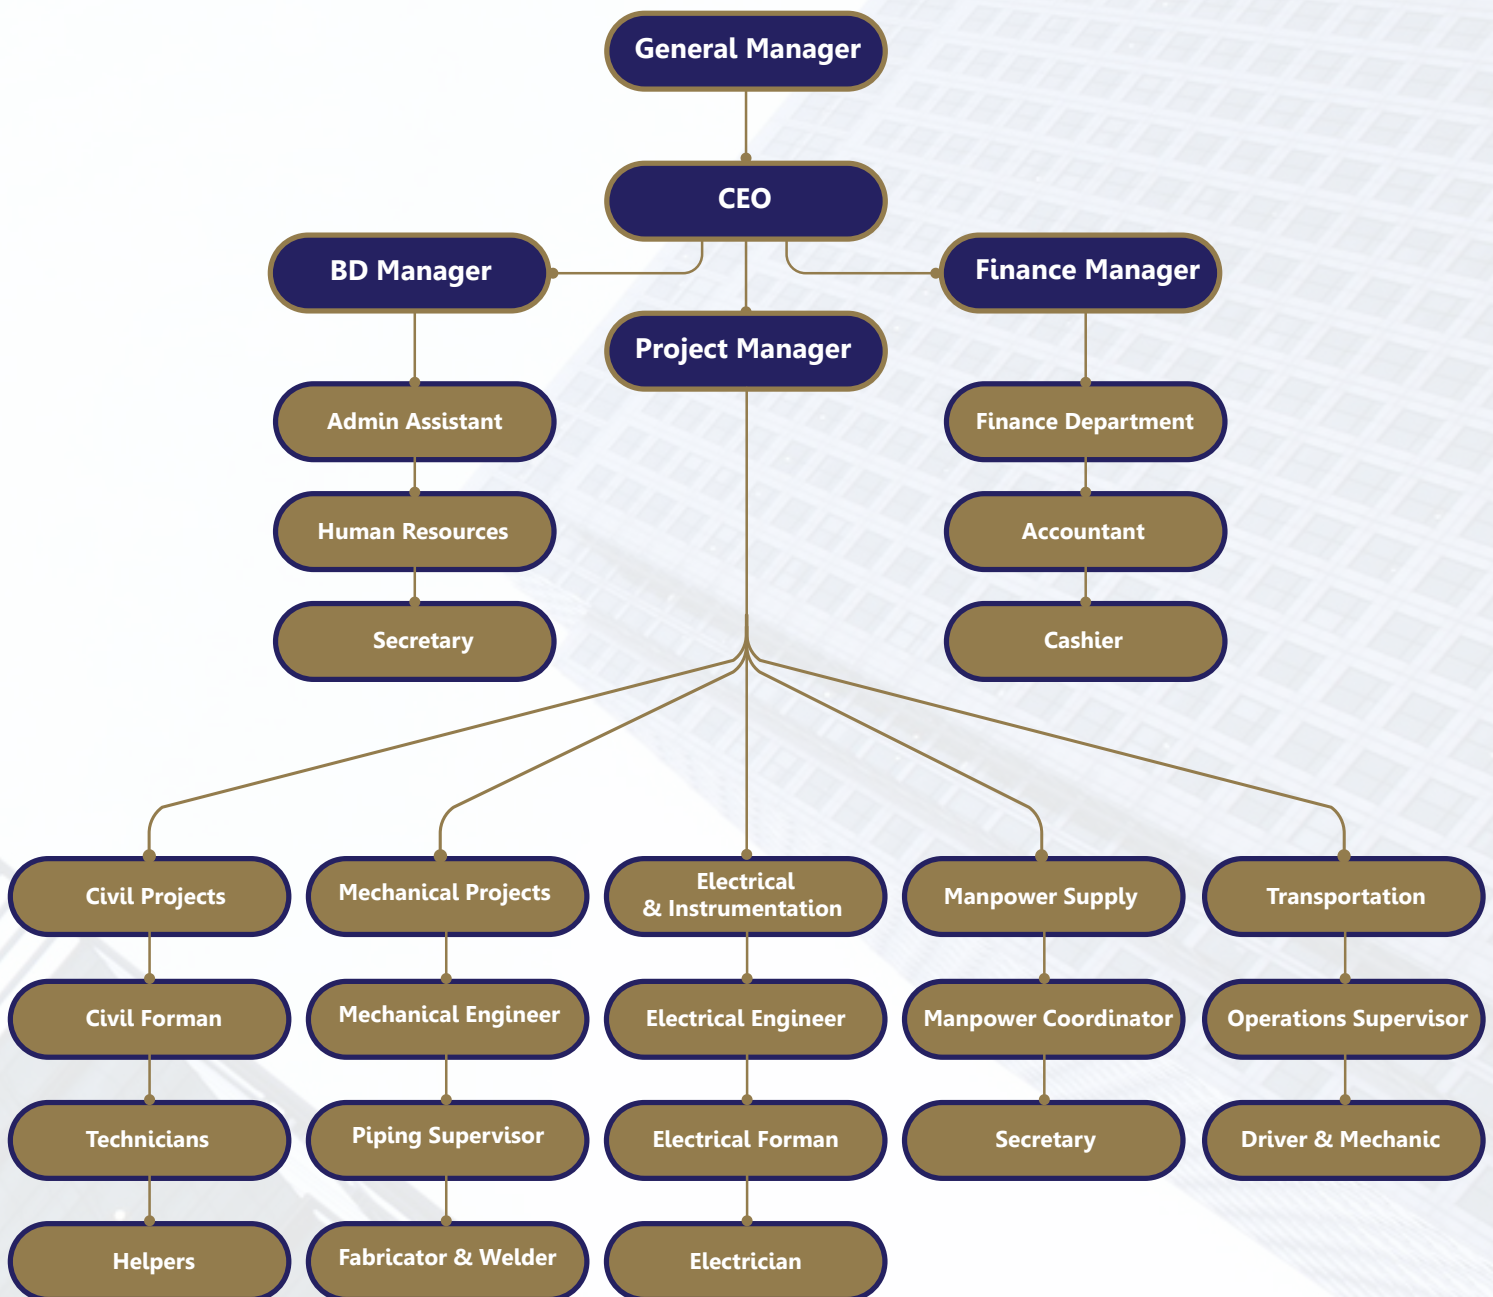 General Manager
CEO
BD Manager
Finance Manager
Project Manager
Admin Assistant
Finance Department
Human Resources
Accountant
Secretary
Cashier
Civil Projects
Mechanical Projects
Electrical
& Instrumentation
Manpower Supply
Transportation
Civil Forman
Mechanical Engineer
Electrical Engineer
Manpower Coordinator
Operations Supervisor
Technicians
Piping Supervisor
Electrical Forman
Secretary
Driver & Mechanic
Helpers
Fabricator & Welder
Electrician